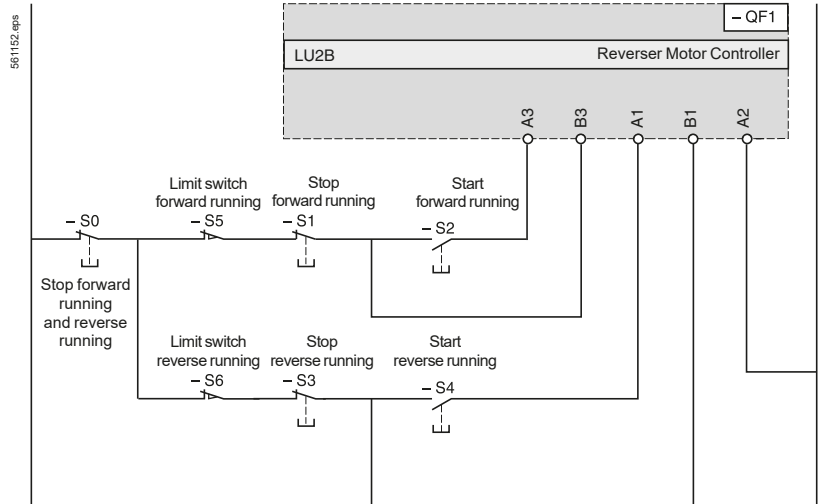 561152.eps
– QF1
LU2B Reverser Motor Controller
A3 B3 A1 B1 A2
Limit switch
forward running
Stop
forward running
Start
forward running
– S0
– S5
– S1
– S2
Stop forward
running
and reverse
running
Limit switch
reverse running
Stop
reverse running
Start
reverse running
– S6
– S3
– S4